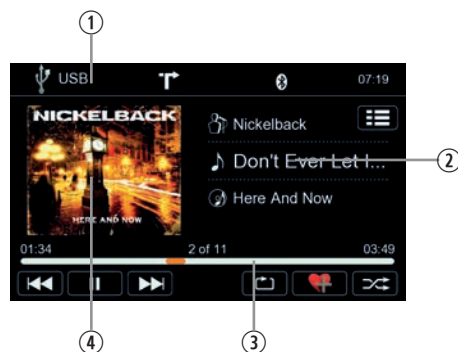 1
USB
07:19
NICKELBACK
HERE AND NOW
Nickelback
Don't Ever Let I...
2
Here And Now
01:34
2 of 11
03:49
4
3